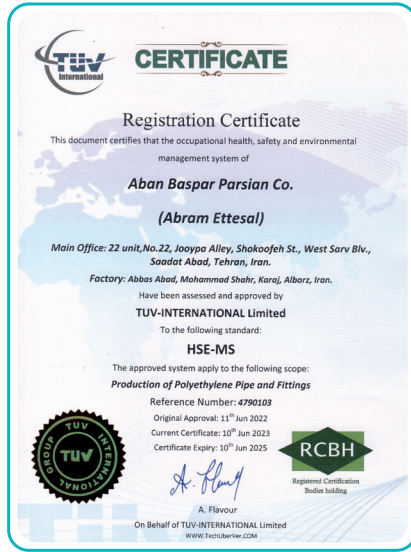 TÜV
International
CERTIFICATE
Registration Certificate
This document certifies that the occupational health, safety and environmental
management system of
Aban Baspar Parsian Co.
(Abram Ettesal)
Main Office: 22 unit,No.22, Jooypa Alley, Shokoofeh St., West Sarv Blv.,
Saadat Abad, Tehran, Iran.
Factory: Abbas Abad, Mohammad Shahr, Karaj, Alborz, Iran.
Have been assessed and approved by
TUV-INTERNATIONAL Limited
To the following standard:
HSE-MS
The approved system apply to the following scope:
Production of Polyethylene Pipe and Fittings
Reference Number: 4790103
Original Approval: 11th Jun 2022
Current Certificate: 10th Jun 2023
Certificate Expiry: 10th Jun 2025
TUV INTERNATIONAL GROUP
TUV
RCBH
Registered Certification
Bodies holding
A. Flavour
On Behalf of TUV-INTERNATIONAL Limited
WWW.TechUberVer.COM